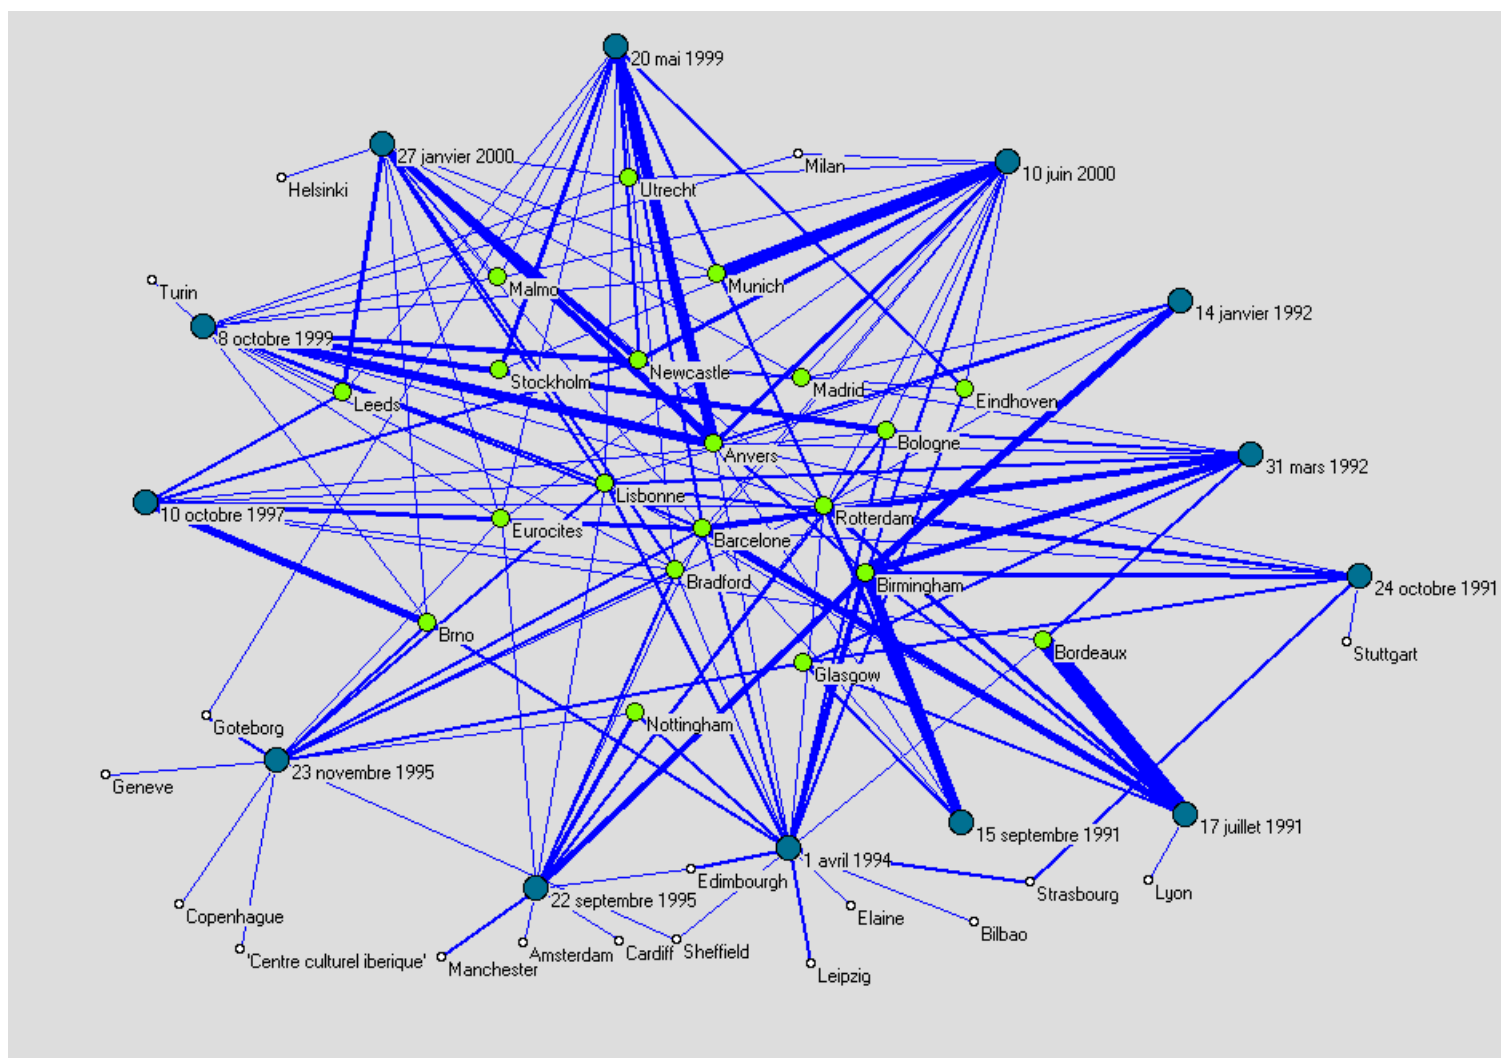 20 mai 1999
27 janvier 2000
Milan
10 juin 2000
Helsinki
Utrecht
Malmo
Munich
Turin
14 janvier 1992
8 octobre 1999
Newcastle
Stockholm
Madrid
Eindhoven
Leeds
Bologne
Anvers
31 mars 1992
Lisbonne
10 octobre 1997
Rotterdam
Eurocites
Barcelone
Bradford
Birmingham
24 octobre 1991
Brno
Bordeaux
Stuttgart
Glasgow
Goteborg
Nottingham
23 novembre 1995
Geneve
17 juillet 1991
15 septembre 1991
1 avril 1994
Edimbourgh
Strasbourg
Lyon
22 septembre 1995
Copenhague
Elaine
Bilbao
'Centre culturel iberique'
Manchester
Amsterdam
Cardiff
Sheffield
Leipzig